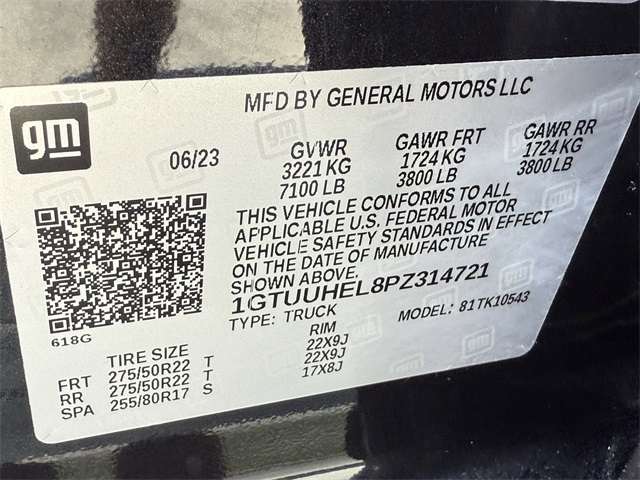 MFD BY GENERAL MOTORS LLC
gm
06/23
GVWR GAWR FRT GAWR RR
3221 KG 1724 KG 1724 KG
7100 LB 3800 LB 3800 LB
THIS VEHICLE CONFORMS TO ALL
APPLICABLE U.S. FEDERAL MOTOR
VEHICLE SAFETY STANDARDS IN EFFECT
ON THE DATE OF MANUFACTURE
SHOWN ABOVE.
1GTUUHEL8PZ314721
TYPE: TRUCK MODEL: 81TK10543
618G
TIRE SIZE RIM
FRT 275/50R22 T 22X9J
RR 275/50R22 T 22X9J
SPA 255/80R17 S 17X8J